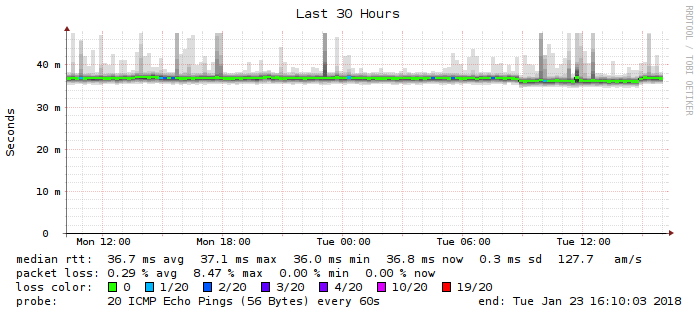 Last 30 Hours
RRDTOOL / TOBI OETIKER
Seconds
40 m
30 m
20 m
10 m
0
Mon 12:00 Mon 18:00 Tue 00:00 Tue 06:00 Tue 12:00
median rtt: 36.7 ms avg 37.1 ms max 36.0 ms min 36.8 ms now 0.3 ms sd 127.7 am/s
packet loss: 0.29 % avg 8.47 % max 0.00 % min 0.00 % now
loss color: 0 1/20 2/20 3/20 4/20 10/20 19/20
probe: 20 ICMP Echo Pings (56 Bytes) every 60s end: Tue Jan 23 16:10:03 2018